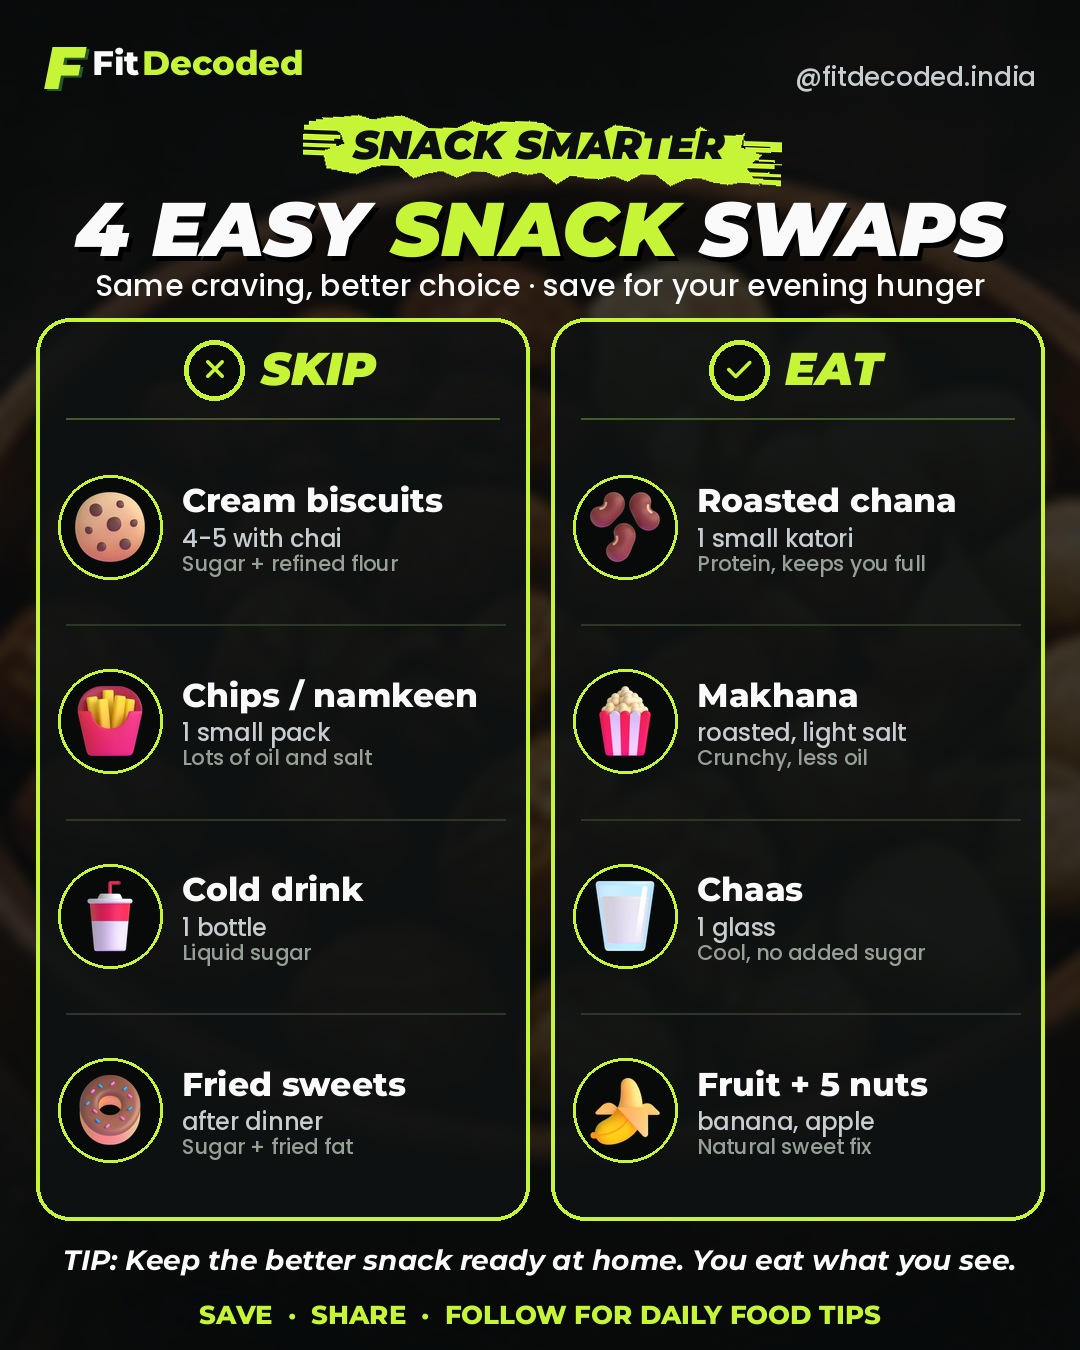 FitDecoded
@fitdecoded.india
SNACK SMARTER
4 EASY SNACK SWAPS
Same craving, better choice · save for your evening hunger
SKIP
Cream biscuits
4-5 with chai
Sugar + refined flour
Chips / namkeen
1 small pack
Lots of oil and salt
Cold drink
1 bottle
Liquid sugar
Fried sweets
after dinner
Sugar + fried fat
EAT
Roasted chana
1 small katori
Protein, keeps you full
Makhana
roasted, light salt
Crunchy, less oil
Chaas
1 glass
Cool, no added sugar
Fruit + 5 nuts
banana, apple
Natural sweet fix
TIP: Keep the better snack ready at home. You eat what you see.
SAVE · SHARE · FOLLOW FOR DAILY FOOD TIPS